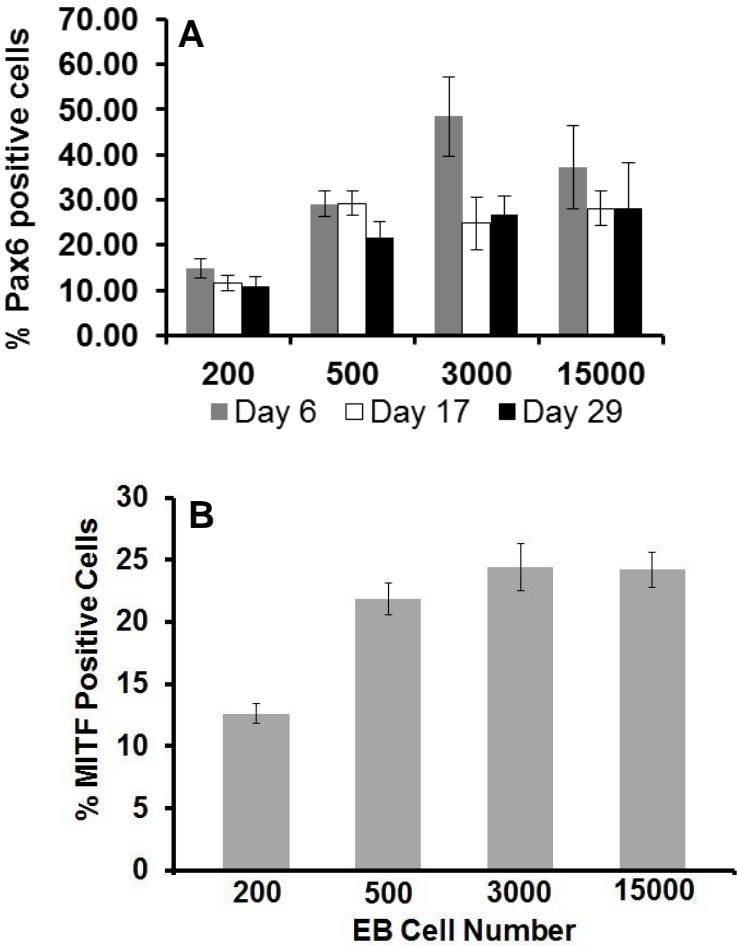 A
% Pax6 positive cells
70.00
60.00
50.00
40.00
30.00
20.00
10.00
0.00
200 500 3000 15000
Day 6 Day 17 Day 29
B
% MITF Positive Cells
30
25
20
15
10
5
0
200 500 3000 15000
EB Cell Number